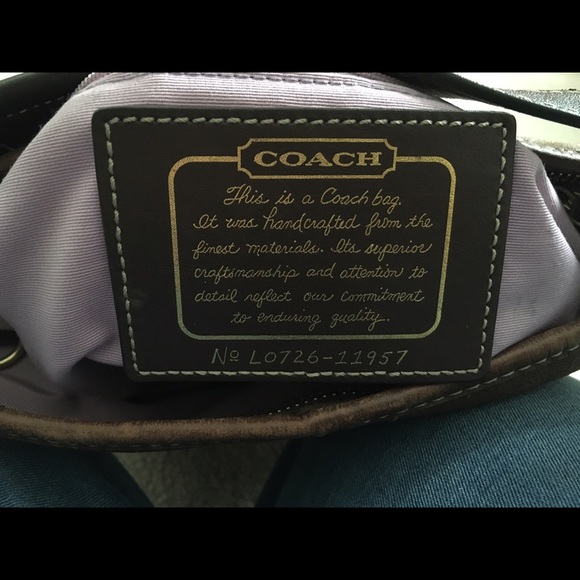 COACH
This is a Coach bag.
It was handcrafted from the
finest materials. Its superior
craftsmanship and attention to
detail reflect our commitment
to enduring quality.
No L0726-11957